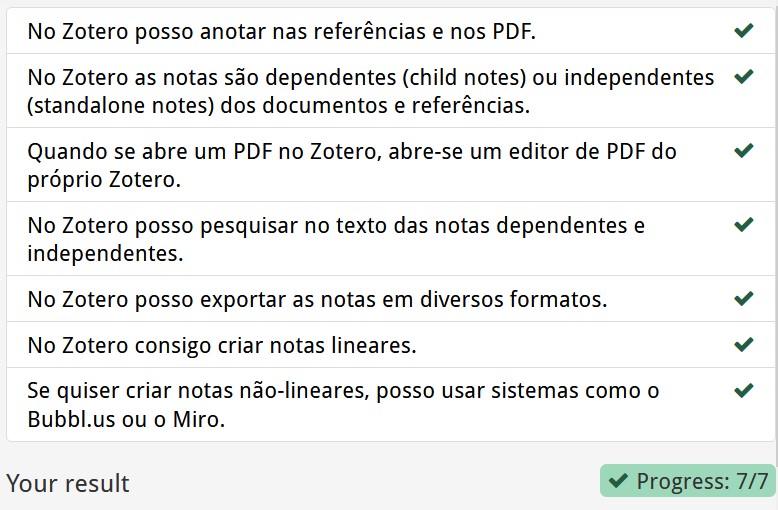 No Zotero posso anotar nas referências e nos PDF.
No Zotero as notas são dependentes (child notes) ou independentes
(standalone notes) dos documentos e referências.
Quando se abre um PDF no Zotero, abre-se um editor de PDF do
próprio Zotero.
No Zotero posso pesquisar no texto das notas dependentes e
independentes.
No Zotero posso exportar as notas em diversos formatos.
No Zotero consigo criar notas lineares.
Se quiser criar notas não-lineares, posso usar sistemas como o
Bubbl.us ou o Miro.
Your result
Progress: 7/7